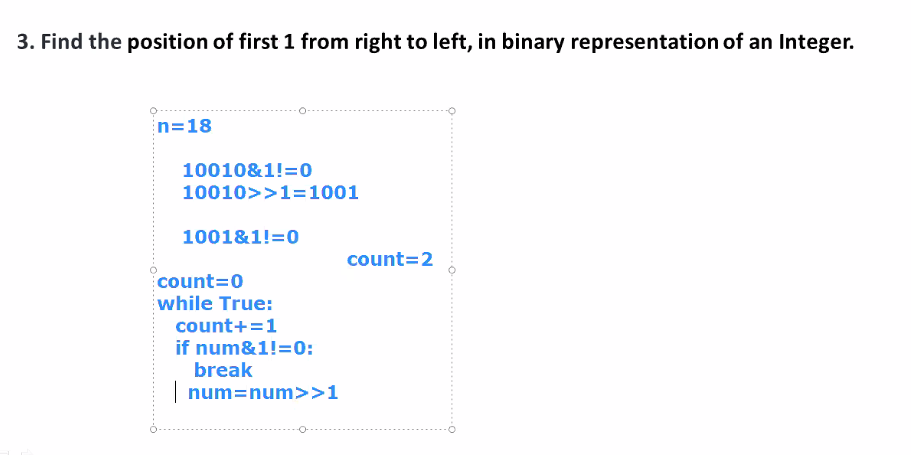 3. Find the position of first 1 from right to left, in binary representation of an Integer.
n=18
10010&1!=0
10010>>1=1001
1001&1!=0
count=2
count=0
while True:
count+=1
if num&1!=0:
break
num=num>>1